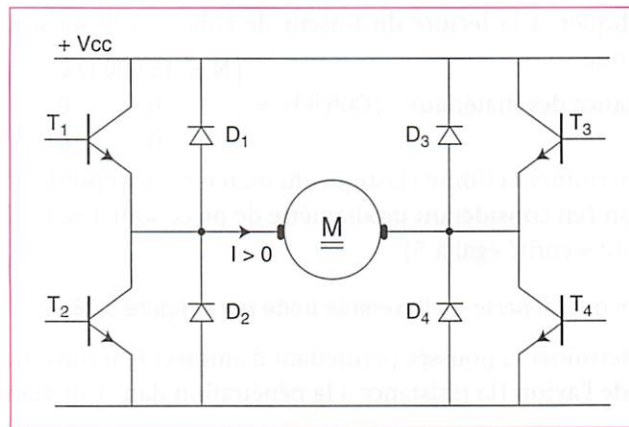 + Vcc
T₁
D₁
D₃
T₃
M
I > 0
T₂
D₂
D₄
T₄